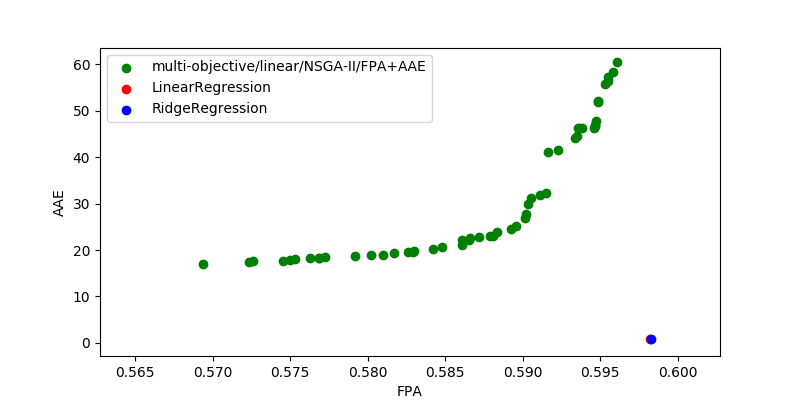 multi-objective/linear/NSGA-II/FPA+AAE
LinearRegression
RidgeRegression
AAE
60
50
40
30
20
10
0
0.565 0.570 0.575 0.580 0.585 0.590 0.595 0.600
FPA